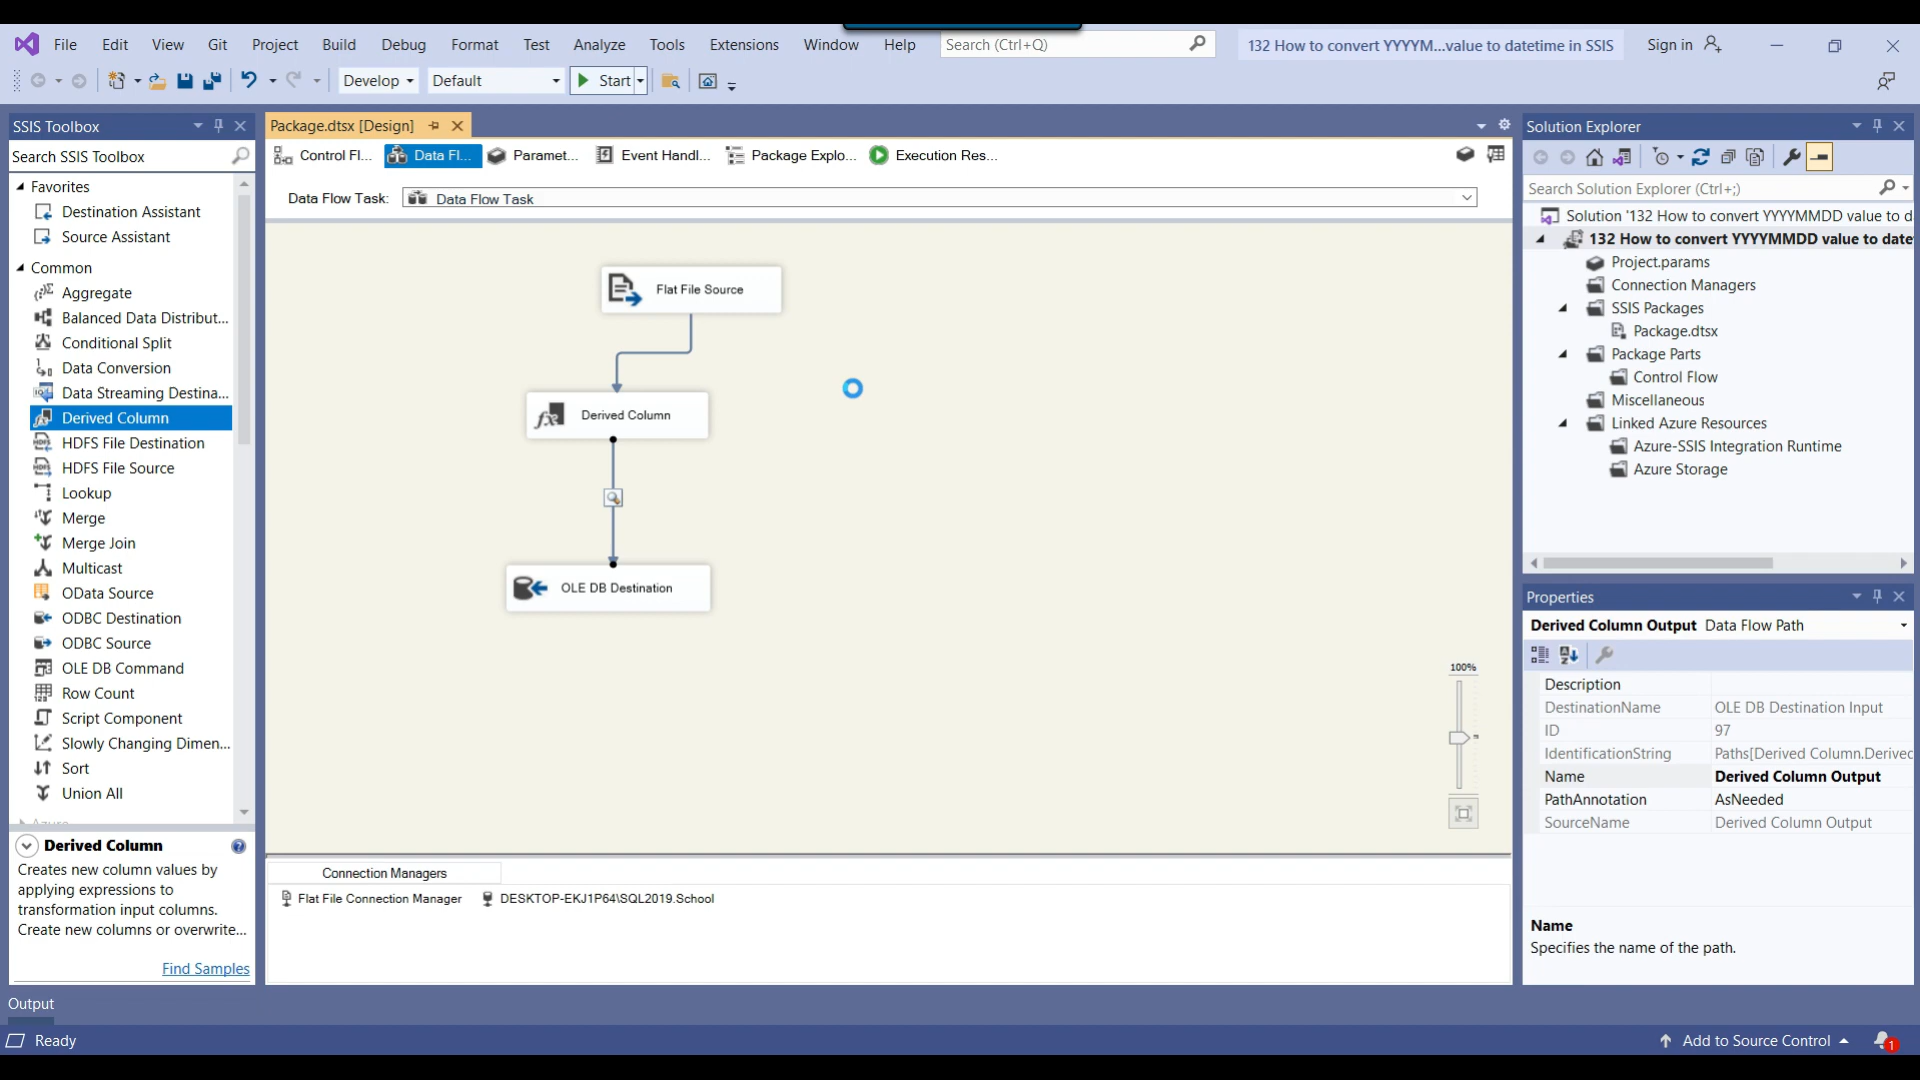 File Edit View Git Project Build Debug Format Test Analyze Tools Extensions Window Help Search (Ctrl+Q) 132 How to convert YYYYM...value to datetime in SSIS Sign in
Develop Default Start
SSIS Toolbox
Search SSIS Toolbox
Favorites
Destination Assistant
Source Assistant
Common
Aggregate
Balanced Data Distribut...
Conditional Split
Data Conversion
Data Streaming Destina...
Derived Column
HDFS File Destination
HDFS File Source
Lookup
Merge
Merge Join
Multicast
OData Source
ODBC Destination
ODBC Source
OLE DB Command
Row Count
Script Component
Slowly Changing Dimen...
Sort
Union All
Derived Column
Creates new column values by
applying expressions to
transformation input columns.
Create new columns or overwrite...
Find Samples
Package.dtsx [Design]
Control Fl... Data Fl... Paramet... Event Handl... Package Explo... Execution Res...
Data Flow Task: Data Flow Task
Flat File Source
Derived Column
OLE DB Destination
100%
Connection Managers
Flat File Connection Manager DESKTOP-EKJ1P64\SQL2019.School
Solution Explorer
Search Solution Explorer (Ctrl+;)
Solution '132 How to convert YYYYMMDD value to d
132 How to convert YYYYMMDD value to date
Project.params
Connection Managers
SSIS Packages
Package.dtsx
Package Parts
Control Flow
Miscellaneous
Linked Azure Resources
Azure-SSIS Integration Runtime
Azure Storage
Properties
Derived Column Output Data Flow Path
Description
DestinationName OLE DB Destination Input
ID 97
IdentificationString Paths[Derived Column.Derived
Name Derived Column Output
PathAnnotation AsNeeded
SourceName Derived Column Output
Name
Specifies the name of the path.
Output
Ready Add to Source Control 1